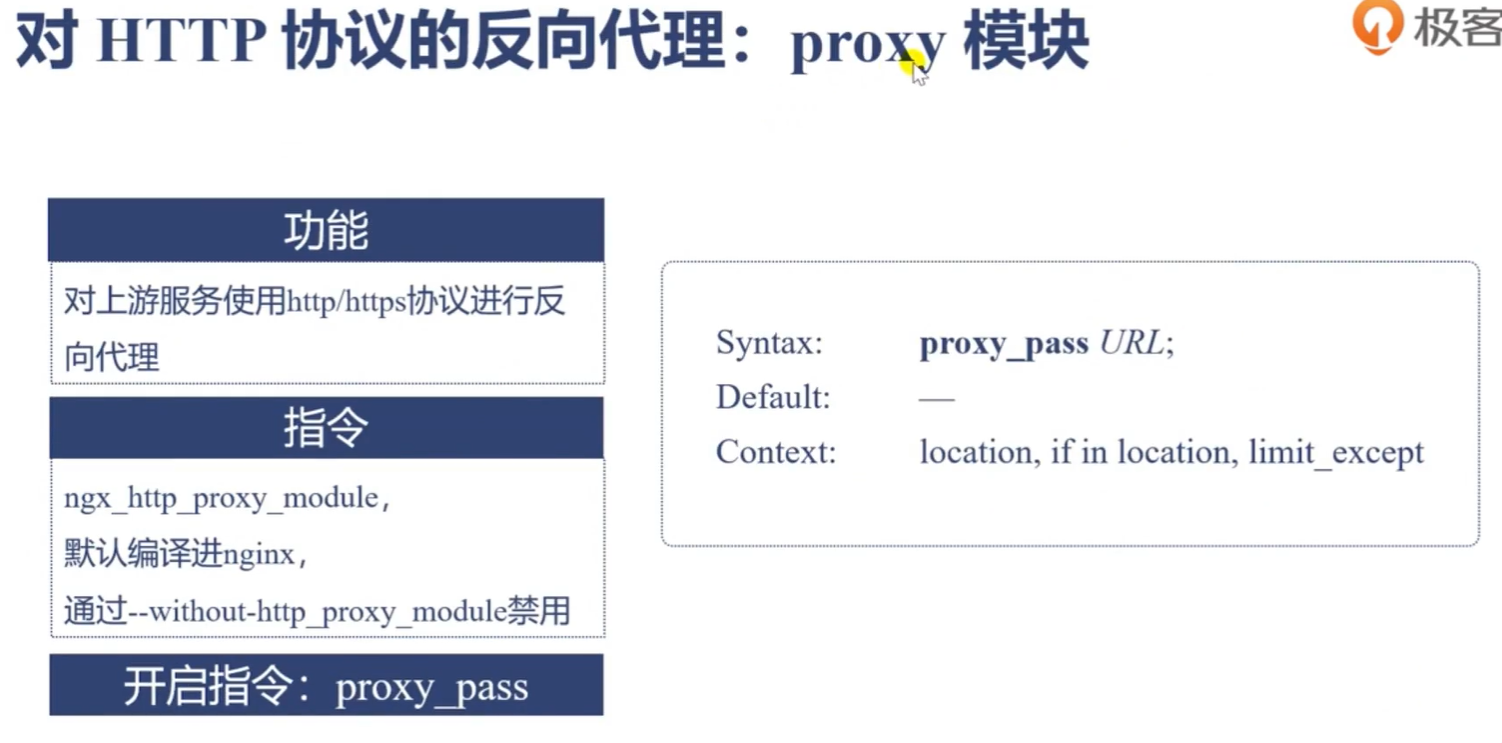 对 HTTP 协议的反向代理：proxy 模块
极客
功能
对上游服务使用http/https协议进行反
向代理
指令
ngx_http_proxy_module，
默认编译进nginx，
通过--without-http_proxy_module禁用
开启指令：proxy_pass
Syntax: proxy_pass URL;
Default: —
Context: location, if in location, limit_except